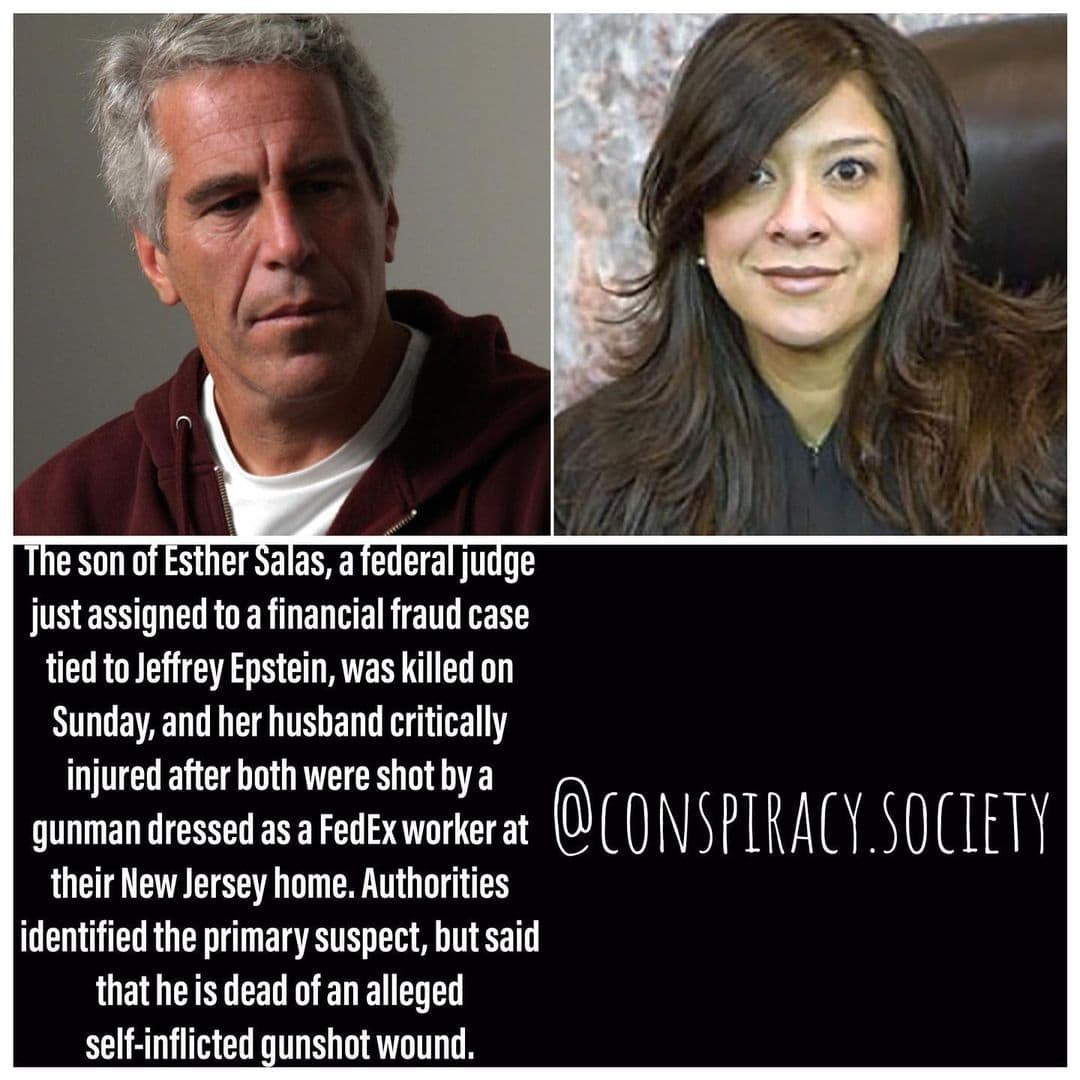 The son of Esther Salas, a federal judge
just assigned to a financial fraud case
tied to Jeffrey Epstein, was killed on
Sunday, and her husband critically
injured after both were shot by a
gunman dressed as a FedEx worker at
their New Jersey home. Authorities
identified the primary suspect, but said
that he is dead of an alleged
self-inflicted gunshot wound.
@CONSPIRACY.SOCIETY